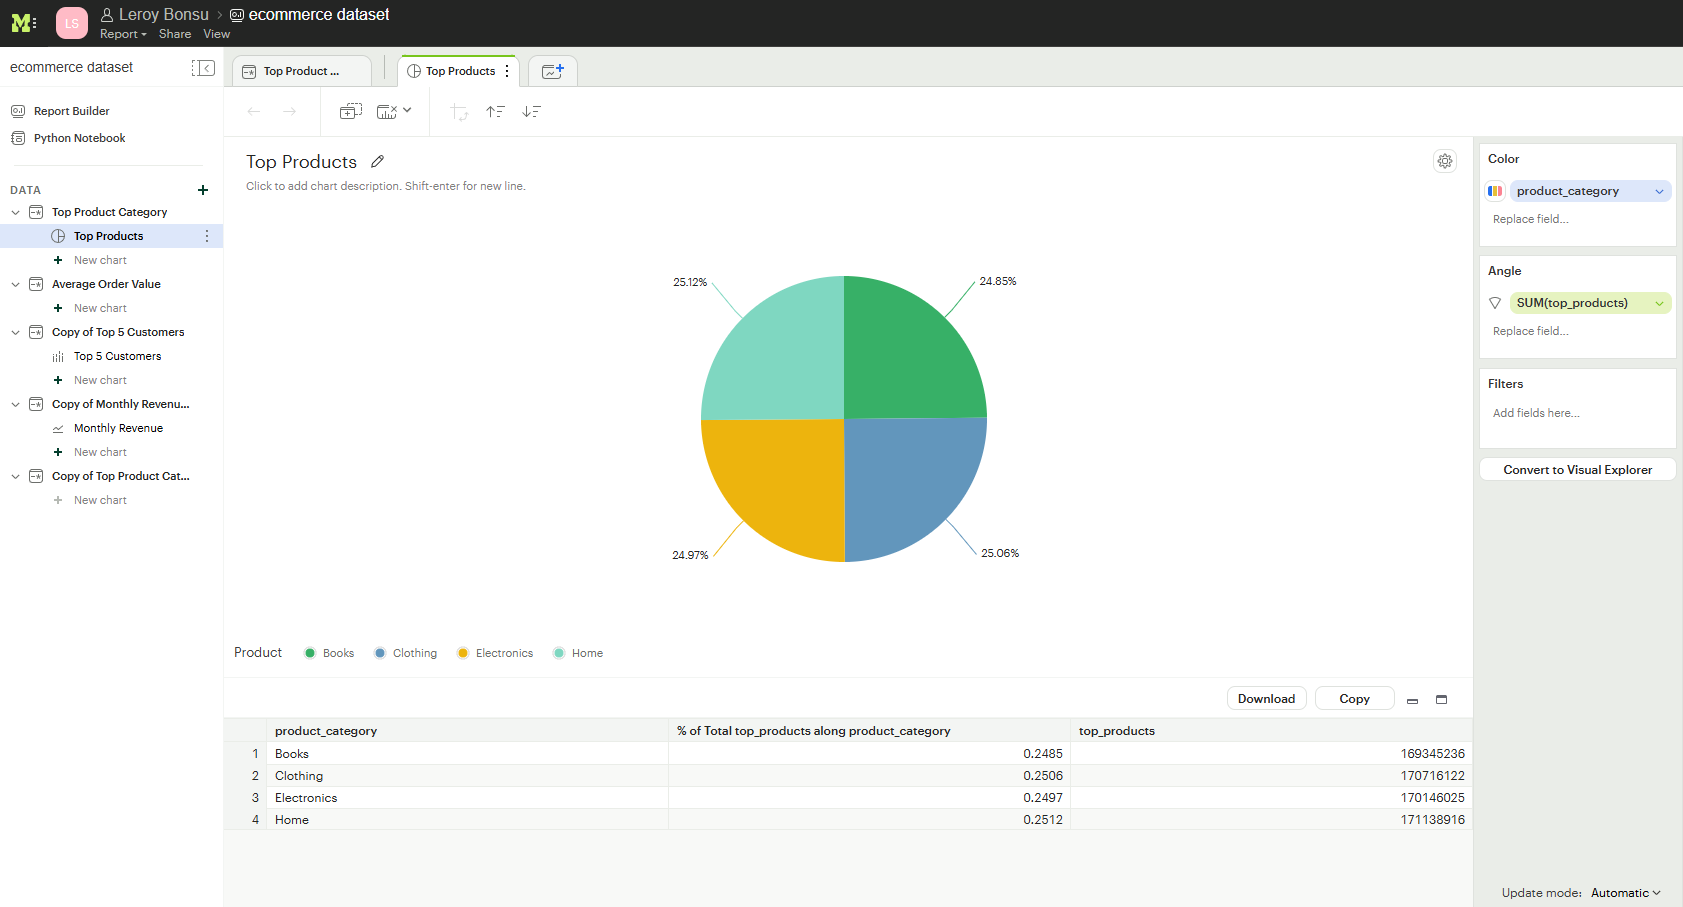 M
LS
Leroy Bonsu > ecommerce dataset
Report Share View
ecommerce dataset
Report Builder
Python Notebook
DATA
Top Product Category
Top Products
New chart
Average Order Value
New chart
Copy of Top 5 Customers
Top 5 Customers
New chart
Copy of Monthly Revenu...
Monthly Revenue
New chart
Copy of Top Product Cat...
New chart
Top Product ...
Top Products
Top Products
Click to add chart description. Shift-enter for new line.
25.12%
24.85%
24.97%
25.06%
Product Books Clothing Electronics Home
Download Copy
product_category % of Total top_products along product_category top_products
1 Books 0.2485 169345236
2 Clothing 0.2506 170716122
3 Electronics 0.2497 170146025
4 Home 0.2512 171138916
Color
product_category
Replace field...
Angle
SUM(top_products)
Replace field...
Filters
Add fields here...
Convert to Visual Explorer
Update mode: Automatic